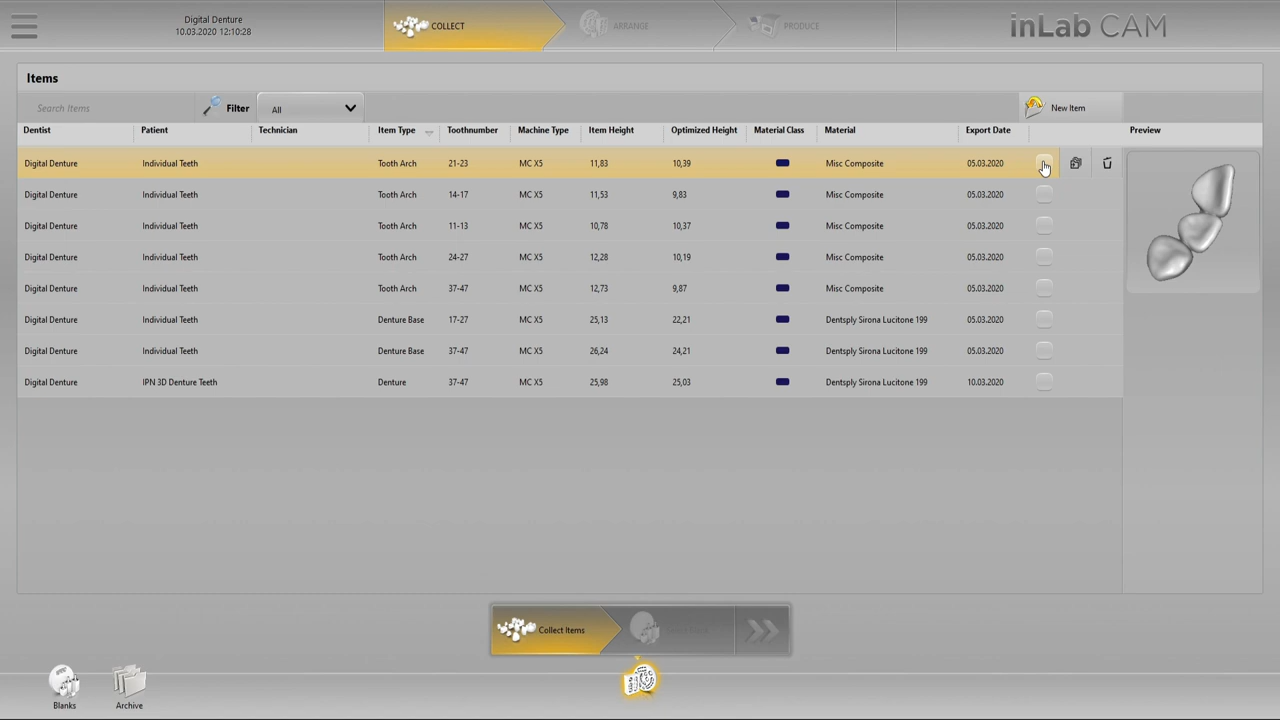 Digital Denture
10.03.2020 12:10:28
COLLECT
ARRANGE
PRODUCE
inLab CAM
Items
Search Items
Filter
All
New Item
Dentist Patient Technician Item Type Toothnumber Machine Type Item Height Optimized Height Material Class Material Export Date Preview
Digital Denture Individual Teeth Tooth Arch 21-23 MC X5 11,83 10,39 Misc Composite 05.03.2020
Digital Denture Individual Teeth Tooth Arch 14-17 MC X5 11,53 9,83 Misc Composite 05.03.2020
Digital Denture Individual Teeth Tooth Arch 11-13 MC X5 10,78 10,37 Misc Composite 05.03.2020
Digital Denture Individual Teeth Tooth Arch 24-27 MC X5 12,28 10,19 Misc Composite 05.03.2020
Digital Denture Individual Teeth Tooth Arch 37-47 MC X5 12,73 9,87 Misc Composite 05.03.2020
Digital Denture Individual Teeth Denture Base 17-27 MC X5 25,13 22,21 Dentsply Sirona Lucitone 199 05.03.2020
Digital Denture Individual Teeth Denture Base 37-47 MC X5 26,24 24,21 Dentsply Sirona Lucitone 199 05.03.2020
Digital Denture IPN 3D Denture Teeth Denture 37-47 MC X5 25,98 25,03 Dentsply Sirona Lucitone 199 10.03.2020
Collect Items
Blanks
Archive